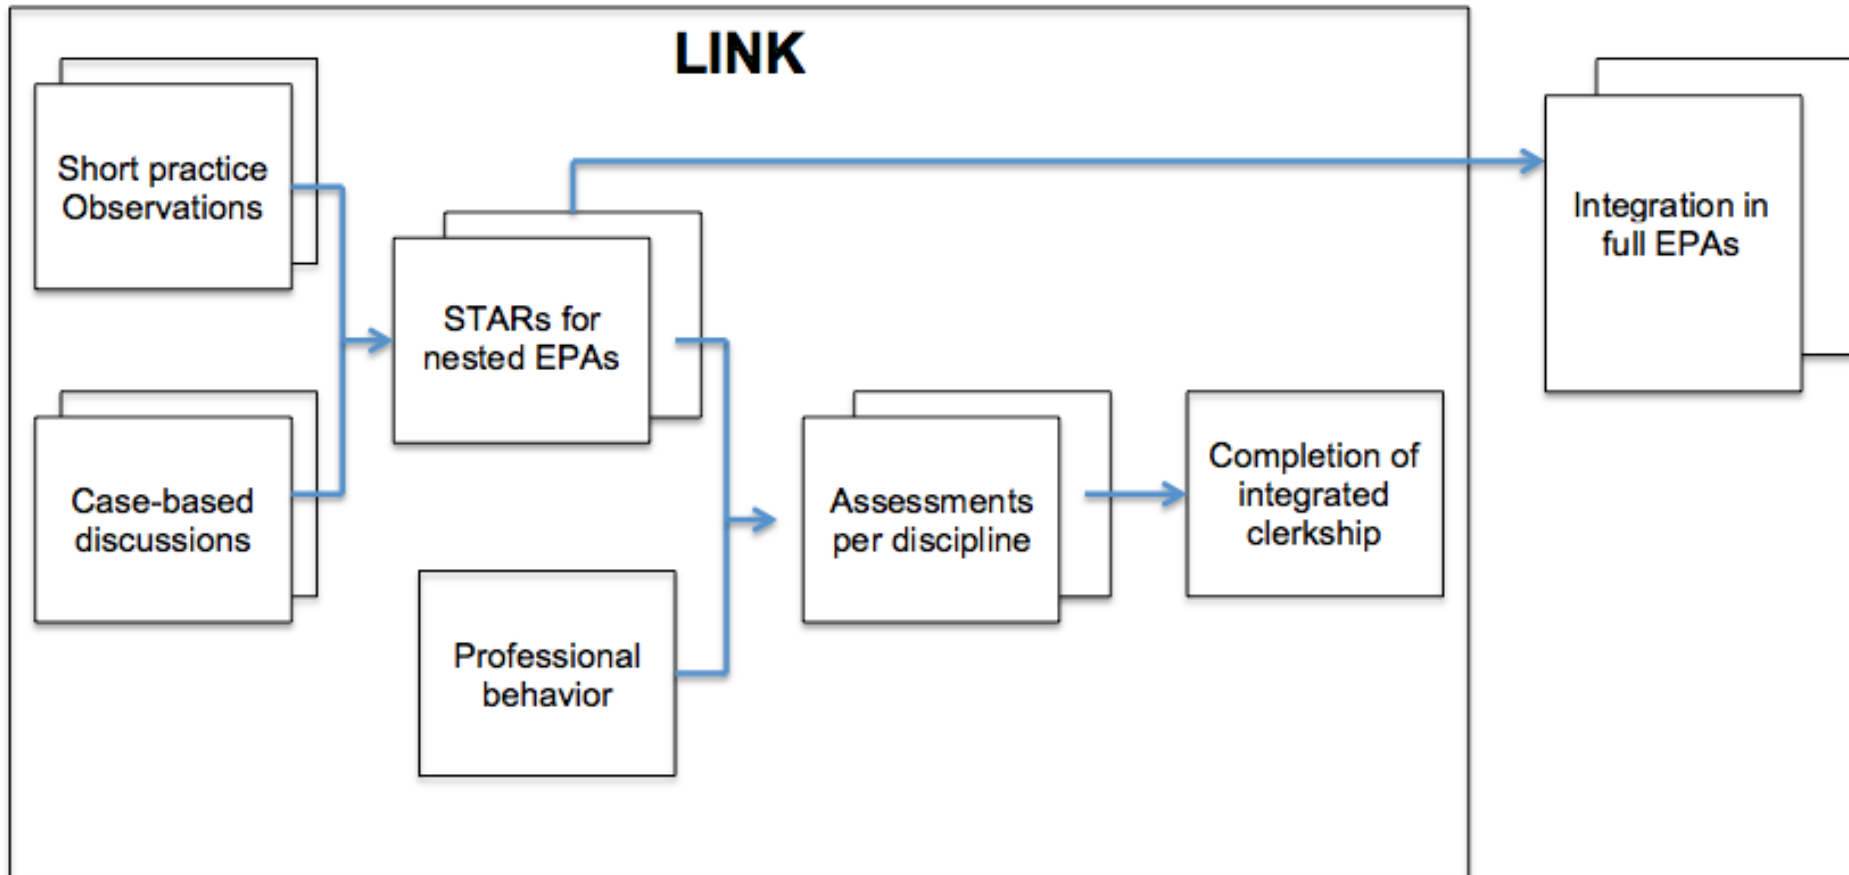 LINK
Short practice
Observations
STARs for
nested EPAs
Integration in
full EPAs
Case-based
discussions
Professional
behavior
Assessments
per discipline
Completion of
integrated
clerkship